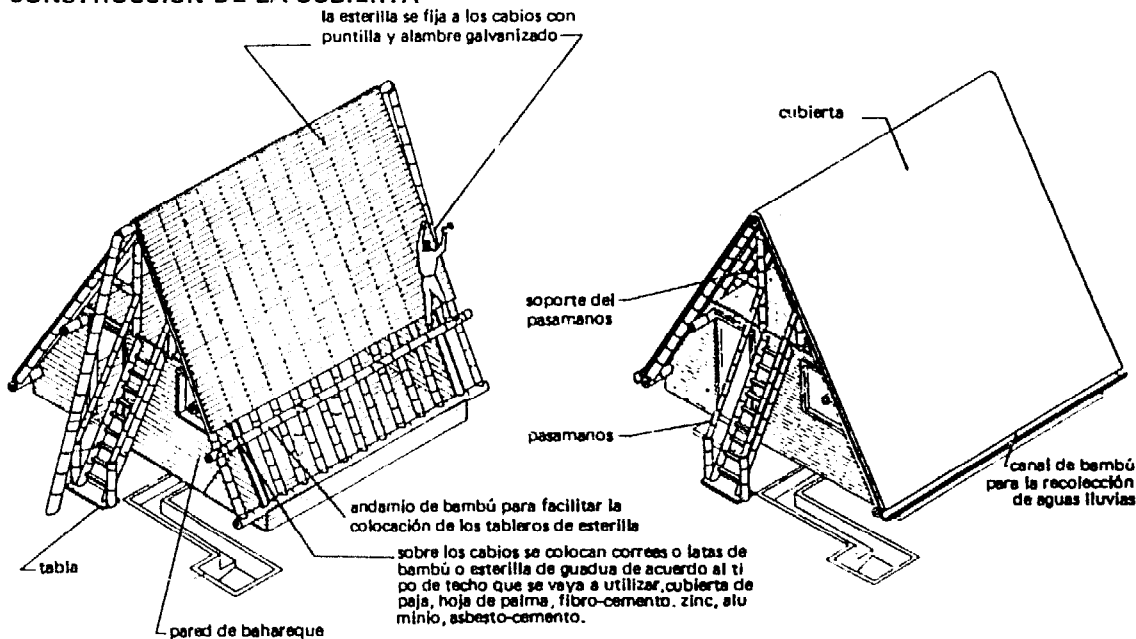 CONSTRUCCION DE LA CUBIERTA
la esterilla se fija a los cabios con
puntilla y alambre galvanizado
cubierta
soporte del
pasamanos
pasamanos
canal de bambú
para la recolección
de aguas lluvias
andamio de bambú para facilitar la
colocación de los tableros de esterilla
tabla
sobre los cabios se colocan correas o latas de
bambú o esterilla de guadua de acuerdo al ti
po de techo que se vaya a utilizar, cubierta de
paja, hoja de palma, fibro-cemento. zinc, alu
minio, asbesto-cemento.
pared de bahareque